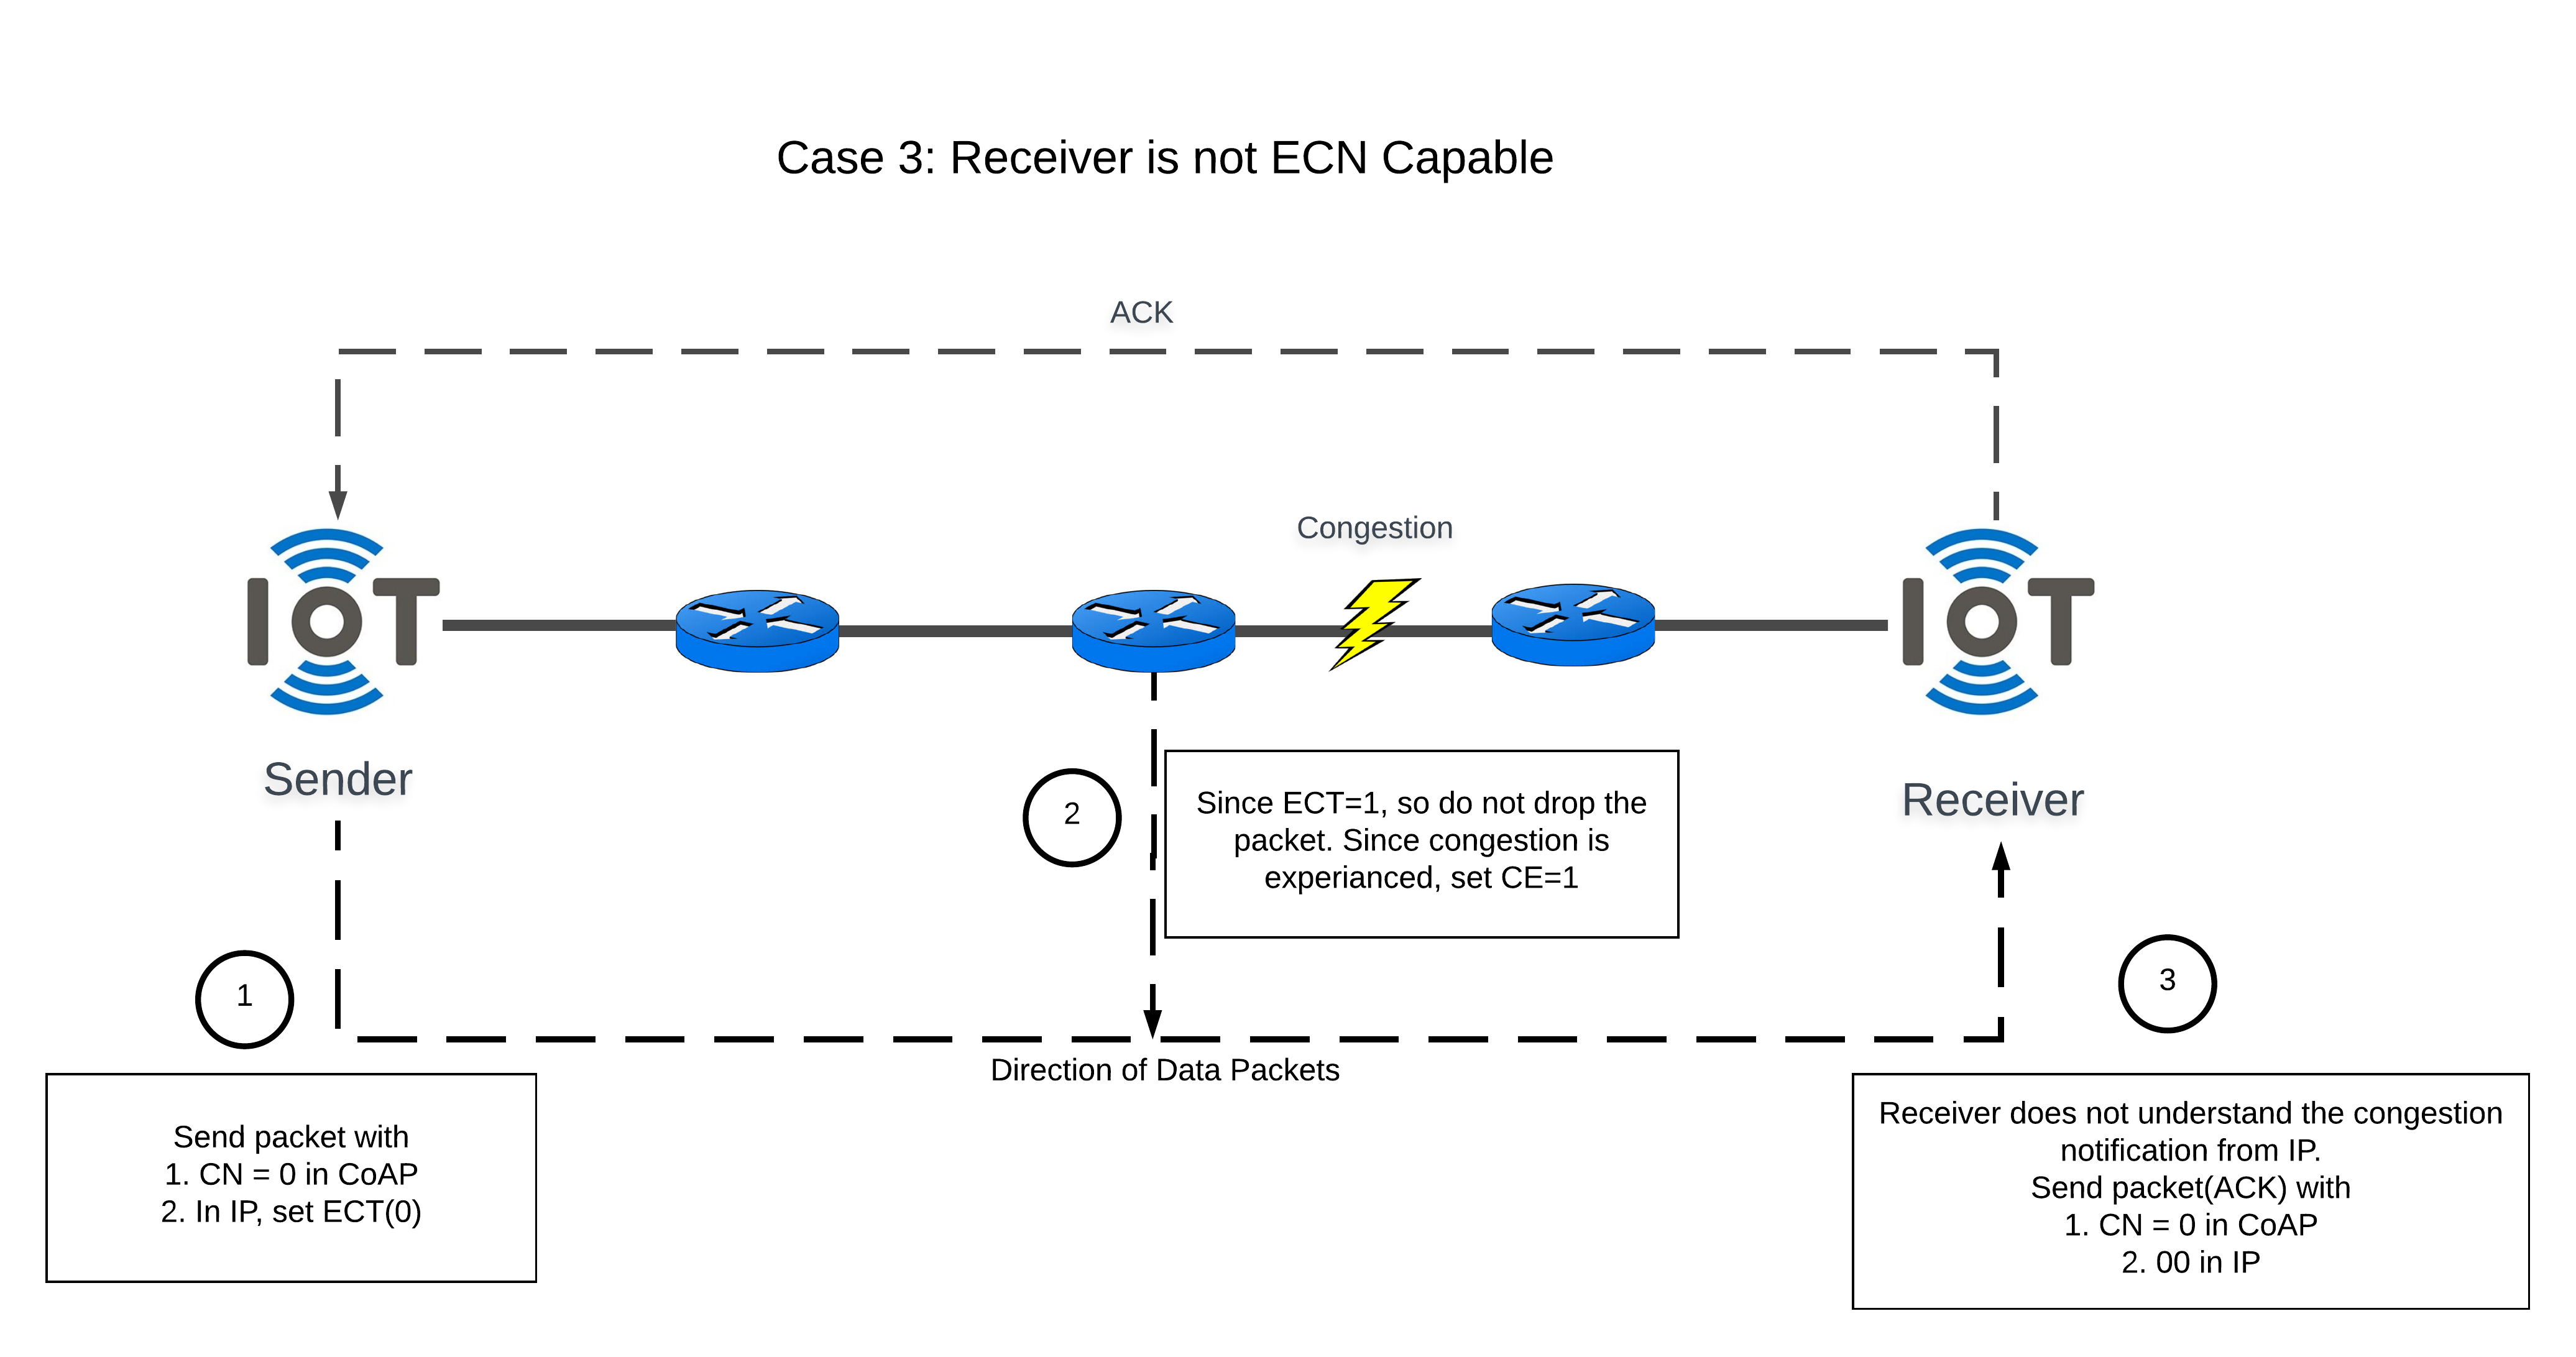 Case 3: Receiver is not ECN Capable
ACK
Congestion
IoT
IoT
Sender
Receiver
2
Since ECT=1, so do not drop the
packet. Since congestion is
experianced, set CE=1
1
3
Direction of Data Packets
Send packet with
1. CN = 0 in CoAP
2. In IP, set ECT(0)
Receiver does not understand the congestion
notification from IP.
Send packet(ACK) with
1. CN = 0 in CoAP
2. 00 in IP